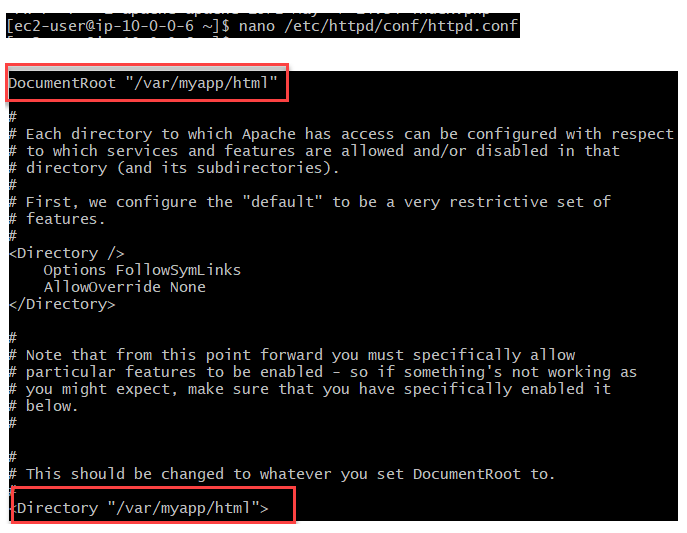 [ec2-user@ip-10-0-0-6 ~]$ nano /etc/httpd/conf/httpd.conf
DocumentRoot "/var/myapp/html"
#
# Each directory to which Apache has access can be configured with respect
# to which services and features are allowed and/or disabled in that
# directory (and its subdirectories).
#
# First, we configure the "default" to be a very restrictive set of
# features.
#
<Directory />
    Options FollowSymLinks
    AllowOverride None
</Directory>
#
# Note that from this point forward you must specifically allow
# particular features to be enabled - so if something's not working as
# you might expect, make sure that you have specifically enabled it
# below.
#
#
# This should be changed to whatever you set DocumentRoot to.
#
<Directory "/var/myapp/html">